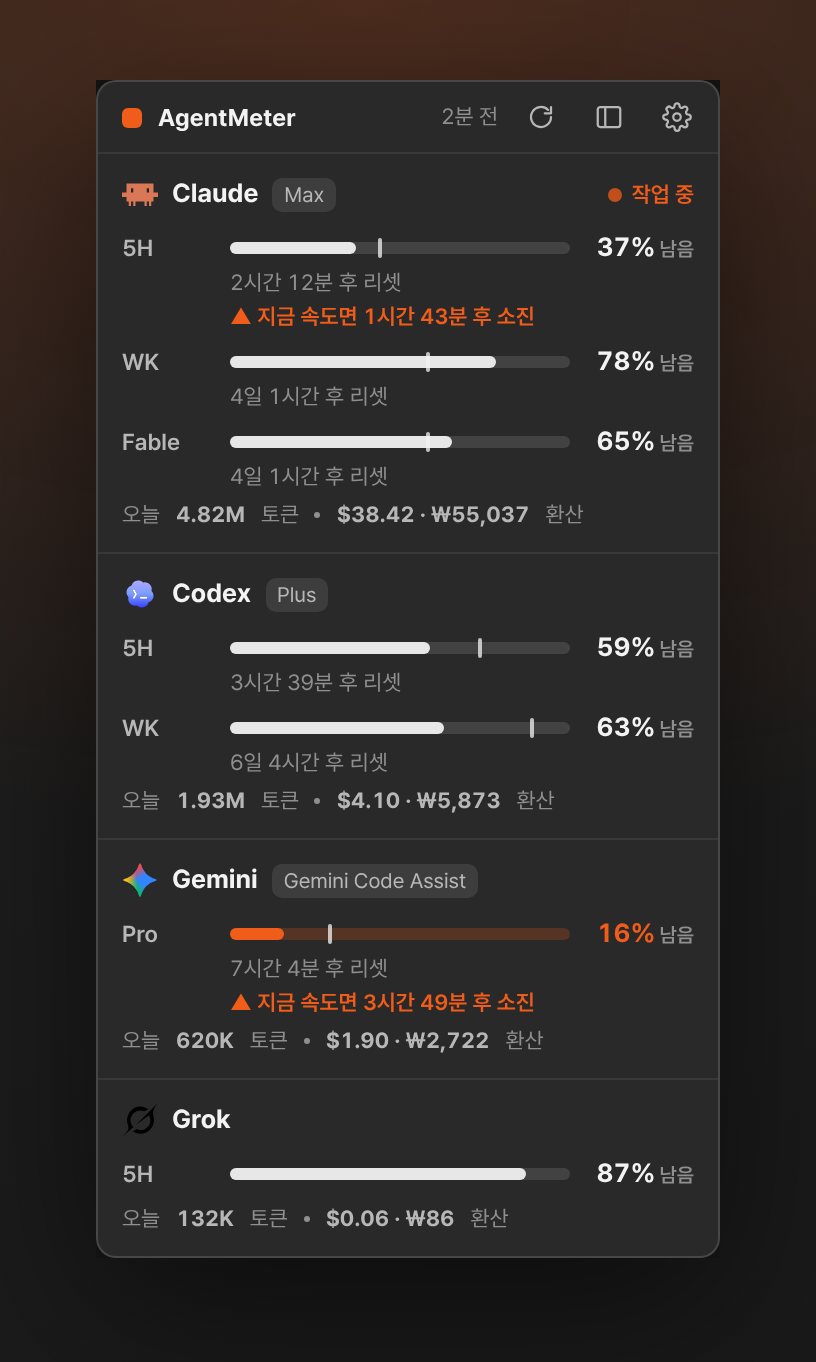 AgentMeter 2분 전
Claude Max 작업 중
5H 37% 남음
2시간 12분 후 리셋
▲ 지금 속도면 1시간 43분 후 소진
WK 78% 남음
4일 1시간 후 리셋
Fable 65% 남음
4일 1시간 후 리셋
오늘 4.82M 토큰 • $38.42 · ₩55,037 환산
Codex Plus
5H 59% 남음
3시간 39분 후 리셋
WK 63% 남음
6일 4시간 후 리셋
오늘 1.93M 토큰 • $4.10 · ₩5,873 환산
Gemini Gemini Code Assist
Pro 16% 남음
7시간 4분 후 리셋
▲ 지금 속도면 3시간 49분 후 소진
오늘 620K 토큰 • $1.90 · ₩2,722 환산
Grok
5H 87% 남음
오늘 132K 토큰 • $0.06 · ₩86 환산